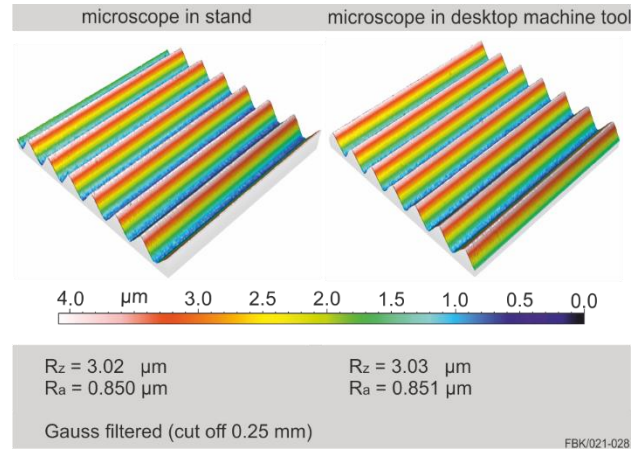 microscope in stand
microscope in desktop machine tool
4.0 µm 3.0 2.5 2.0 1.5 1.0 0.5 0.0
Rz = 3.02 µm
Ra = 0.850 µm
Rz = 3.03 µm
Ra = 0.851 µm
Gauss filtered (cut off 0.25 mm)
FBK/021-028